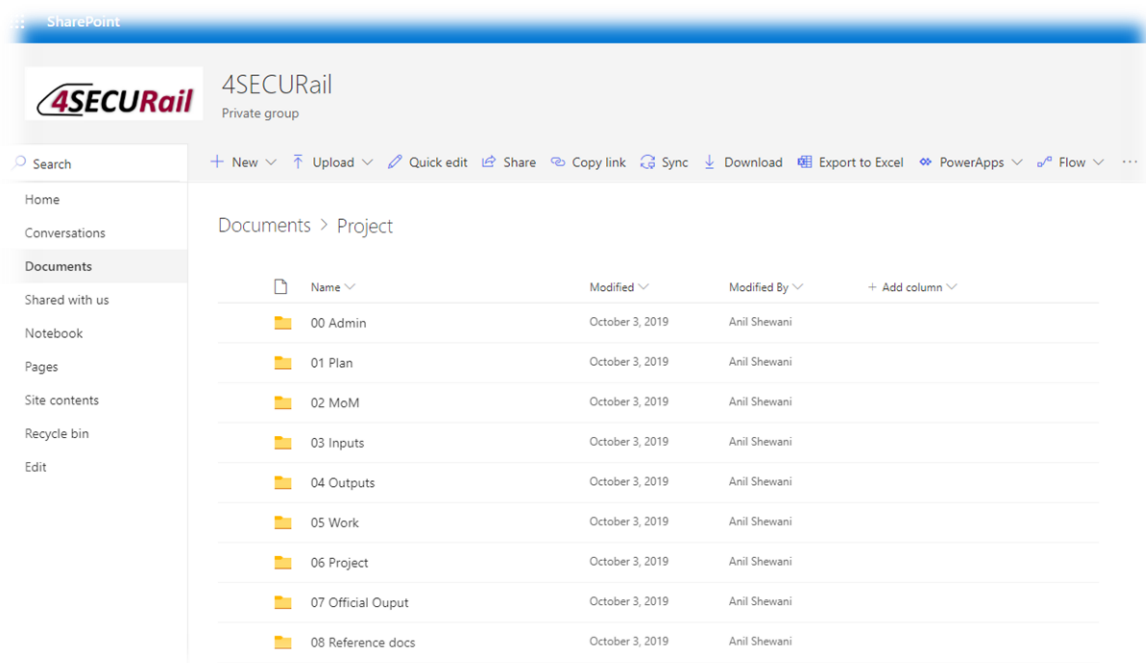 SharePoint
4SECURail
4SECURail
Private group
Search
New Upload Quick edit Share Copy link Sync Download Export to Excel PowerApps Flow ...
Home
Conversations
Documents
Shared with us
Notebook
Pages
Site contents
Recycle bin
Edit
Documents > Project
Name Modified Modified By + Add column
00 Admin October 3, 2019 Anil Shewani
01 Plan October 3, 2019 Anil Shewani
02 MoM October 3, 2019 Anil Shewani
03 Inputs October 3, 2019 Anil Shewani
04 Outputs October 3, 2019 Anil Shewani
05 Work October 3, 2019 Anil Shewani
06 Project October 3, 2019 Anil Shewani
07 Official Ouput October 3, 2019 Anil Shewani
08 Reference docs October 3, 2019 Anil Shewani